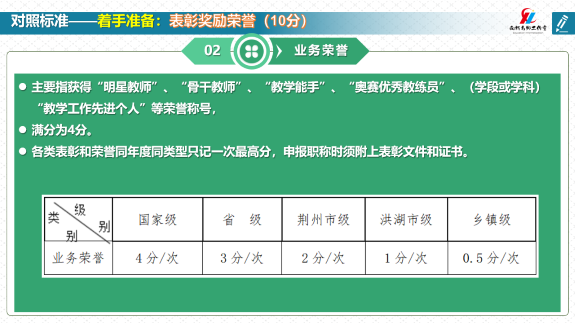 对照标准——着手准备：表彰奖励荣誉（10分）
02 业务荣誉
主要指获得“明星教师”、“骨干教师”、“教学能手”、“奥赛优秀教练员”、（学段或学科）
“教学工作先进个人”等荣誉称号，
满分为4分。
各类表彰和荣誉同年度同类型只记一次最高分，申报职称时须附上表彰文件和证书。
类别 级别 国家级 省 级 荆州市级 洪湖市级 乡镇级
业务荣誉 4 分/次 3 分/次 2 分/次 1 分/次 0.5 分/次